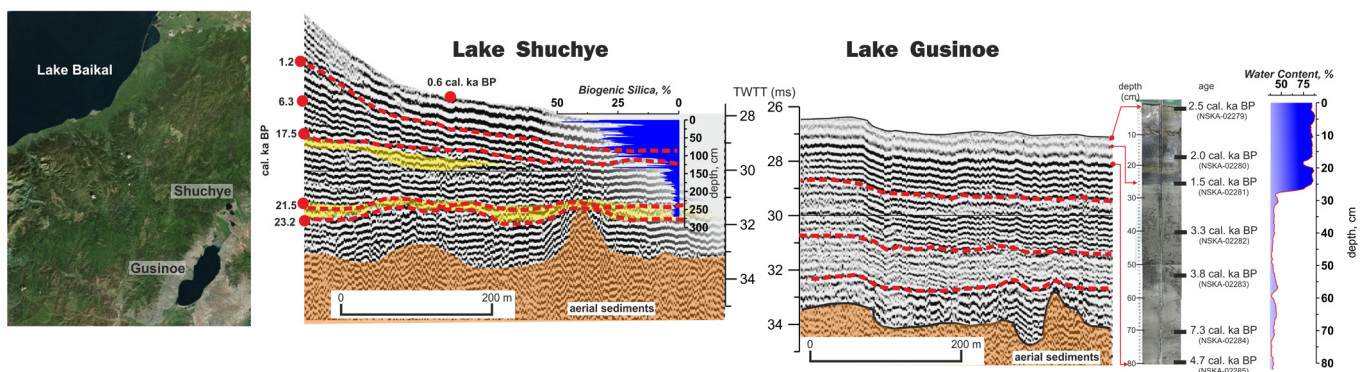 Lake Baikal
Shuchye
Gusinoe
Lake Shuchye
0.6 cal. ka BP
Biogenic Silica, %
50
25
0
TWTT (ms)
cal. ka BP
1.2
6.3
17.5
21.5
23.2
0
50
100
150
200
250
300
depth, cm
28
30
32
34
0
200 m
aerial sediments
Lake Gusinoe
26
28
30
32
34
0
200 m
aerial sediments
depth
(cm)
age
10
20
30
40
50
60
70
80
2.5 cal. ka BP
(NSKA-02279)
2.0 cal. ka BP
(NSKA-02280)
1.5 cal. ka BP
(NSKA-02281)
3.3 cal. ka BP
(NSKA-02282)
3.8 cal. ka BP
(NSKA-02283)
7.3 cal. ka BP
(NSKA-02284)
4.7 cal. ka BP
(NSKA-02285)
Water Content, %
50
75
0
10
20
30
40
50
60
70
80
depth, cm